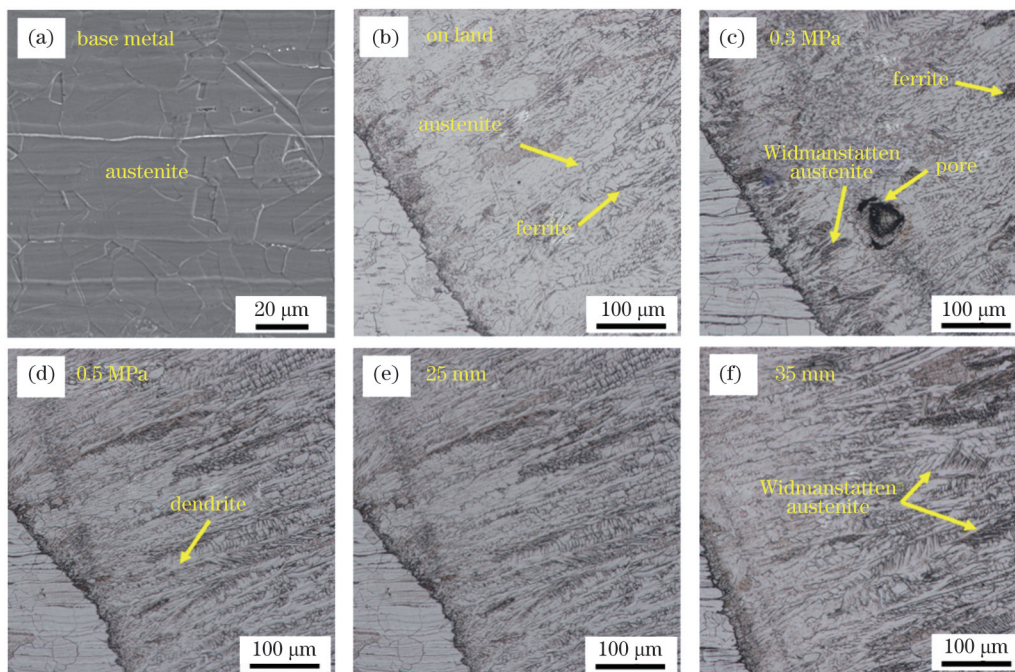 (a) base metal
austenite
20 μm
(b) on land
austenite
ferrite
100 μm
(c) 0.3 MPa
ferrite
Widmanstatten
austenite
pore
100 μm
(d) 0.5 MPa
dendrite
100 μm
(e) 25 mm
100 μm
(f) 35 mm
Widmanstatten
austenite
100 μm